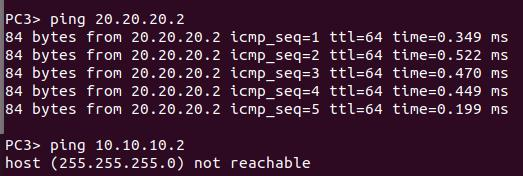 PC3> ping 20.20.20.2
84 bytes from 20.20.20.2 icmp_seq=1 ttl=64 time=0.349 ms
84 bytes from 20.20.20.2 icmp_seq=2 ttl=64 time=0.522 ms
84 bytes from 20.20.20.2 icmp_seq=3 ttl=64 time=0.470 ms
84 bytes from 20.20.20.2 icmp_seq=4 ttl=64 time=0.449 ms
84 bytes from 20.20.20.2 icmp_seq=5 ttl=64 time=0.199 ms
PC3> ping 10.10.10.2
host (255.255.255.0) not reachable